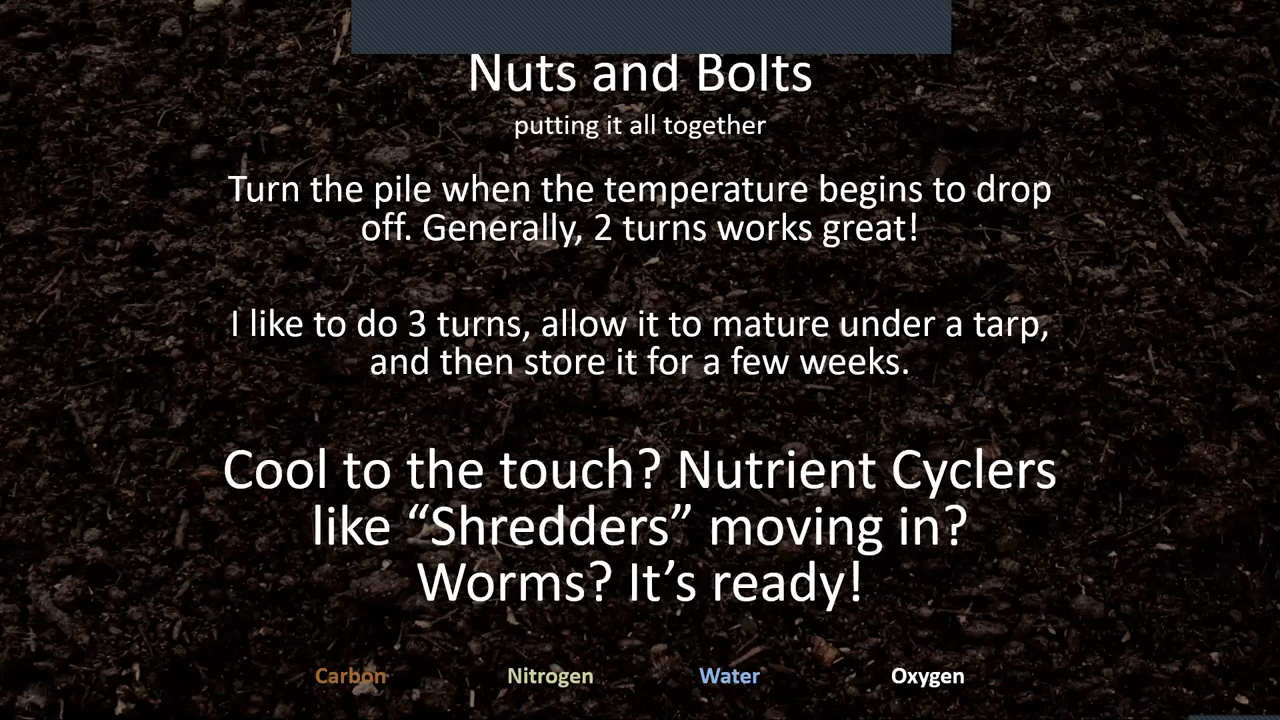 Nuts and Bolts
putting it all together
Turn the pile when the temperature begins to drop
off. Generally, 2 turns works great!
I like to do 3 turns, allow it to mature under a tarp,
and then store it for a few weeks.
Cool to the touch? Nutrient Cyclers
like “Shredders” moving in?
Worms? It’s ready!
Carbon Nitrogen Water Oxygen